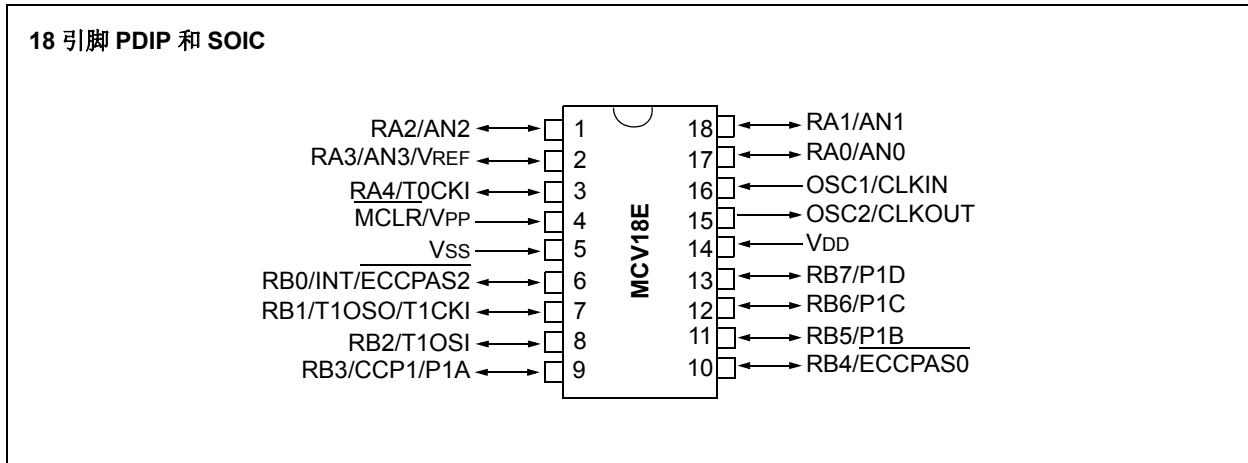 18 引脚 PDIP 和 SOIC
RA2/AN2 1 18 RA1/AN1
RA3/AN3/VREF 2 17 RA0/AN0
RA4/T0CKI 3 16 OSC1/CLKIN
MCLR/VPP 4 15 OSC2/CLKOUT
VSS 5 14 VDD
RB0/INT/ECCPAS2 6 13 RB7/P1D
RB1/T1OSO/T1CKI 7 12 RB6/P1C
RB2/T1OSI 8 11 RB5/P1B
RB3/CCP1/P1A 9 10 RB4/ECCPAS0
MCV18E